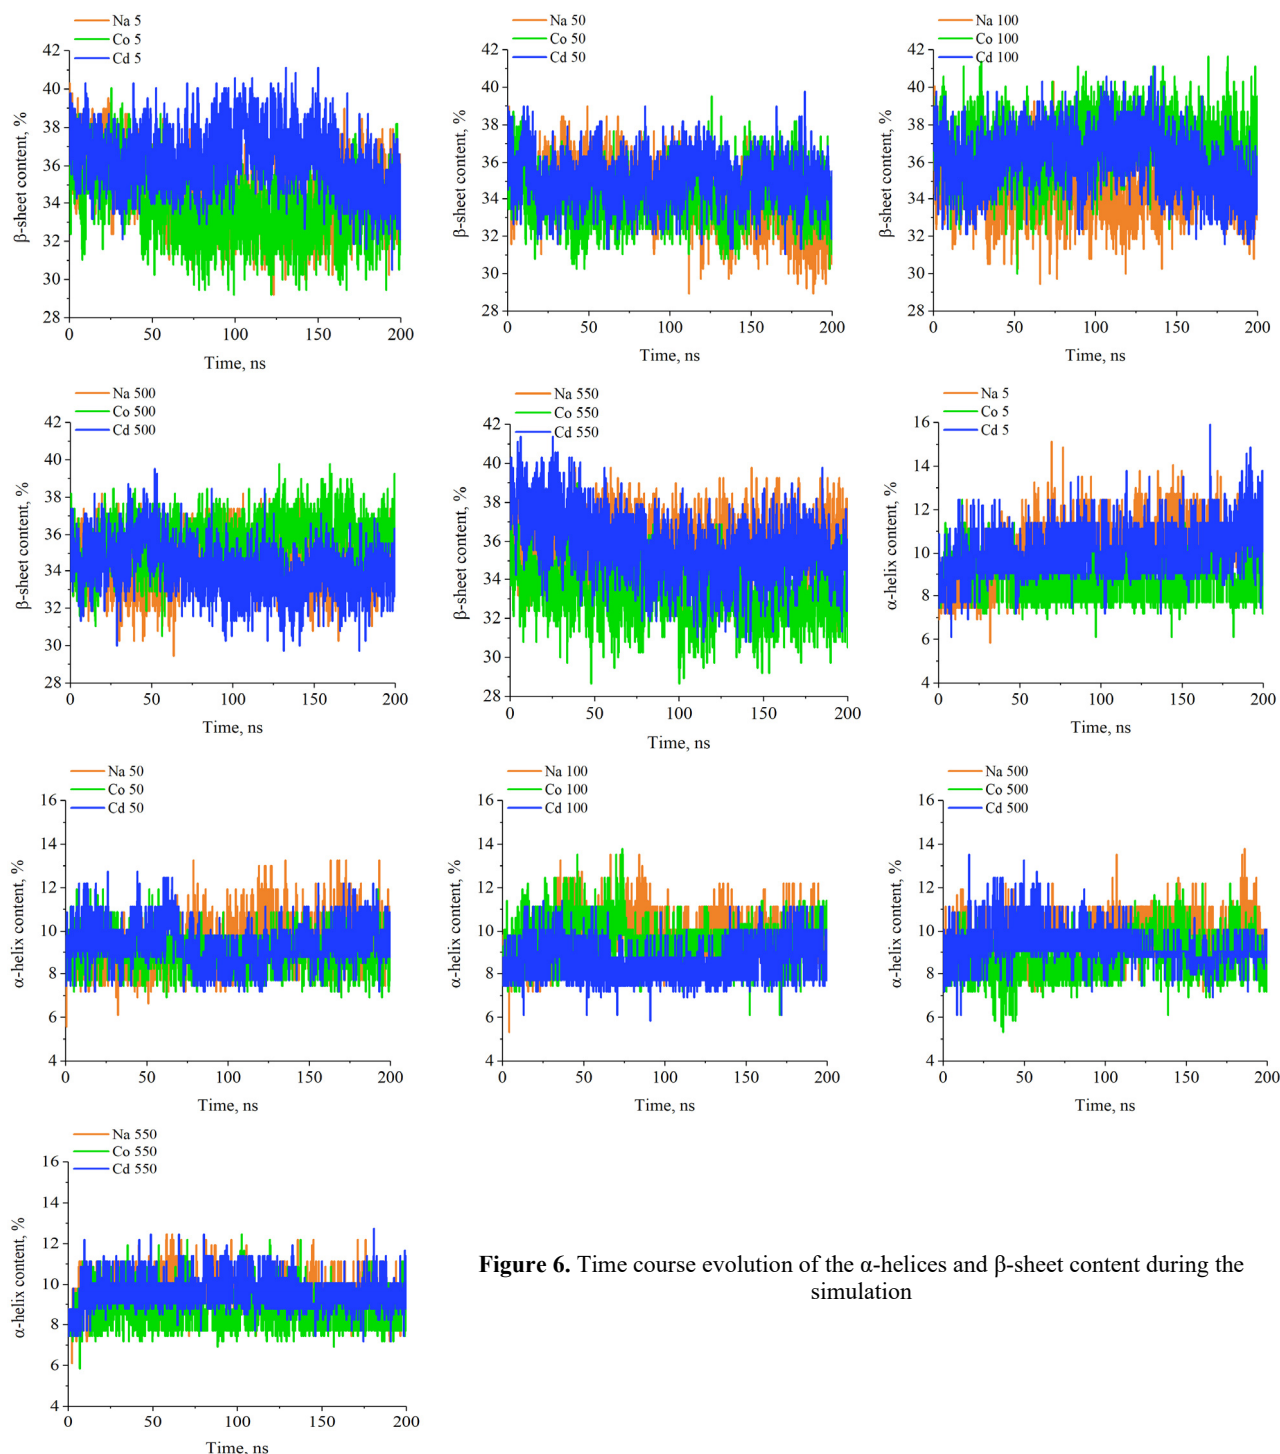 Na 5
Co 5
Cd 5
42
40
38
36
34
32
30
28
β-sheet content, %
0 50 100 150 200
Time, ns
Na 50
Co 50
Cd 50
42
40
38
36
34
32
30
28
β-sheet content, %
0 50 100 150 200
Time, ns
Na 100
Co 100
Cd 100
42
40
38
36
34
32
30
28
β-sheet content, %
0 50 100 150 200
Time, ns
Na 500
Co 500
Cd 500
42
40
38
36
34
32
30
28
β-sheet content, %
0 50 100 150 200
Time, ns
Na 550
Co 550
Cd 550
42
40
38
36
34
32
30
28
β-sheet content, %
0 50 100 150 200
Time, ns
Na 5
Co 5
Cd 5
16
14
12
10
8
6
4
α-helix content, %
0 50 100 150 200
Time, ns
Na 50
Co 50
Cd 50
16
14
12
10
8
6
4
α-helix content, %
0 50 100 150 200
Time, ns
Na 100
Co 100
Cd 100
16
14
12
10
8
6
4
α-helix content, %
0 50 100 150 200
Time, ns
Na 500
Co 500
Cd 500
16
14
12
10
8
6
4
α-helix content, %
0 50 100 150 200
Time, ns
Na 550
Co 550
Cd 550
16
14
12
10
8
6
4
α-helix content, %
0 50 100 150 200
Time, ns
Figure 6. Time course evolution of the α-helices and β-sheet content during the
simulation